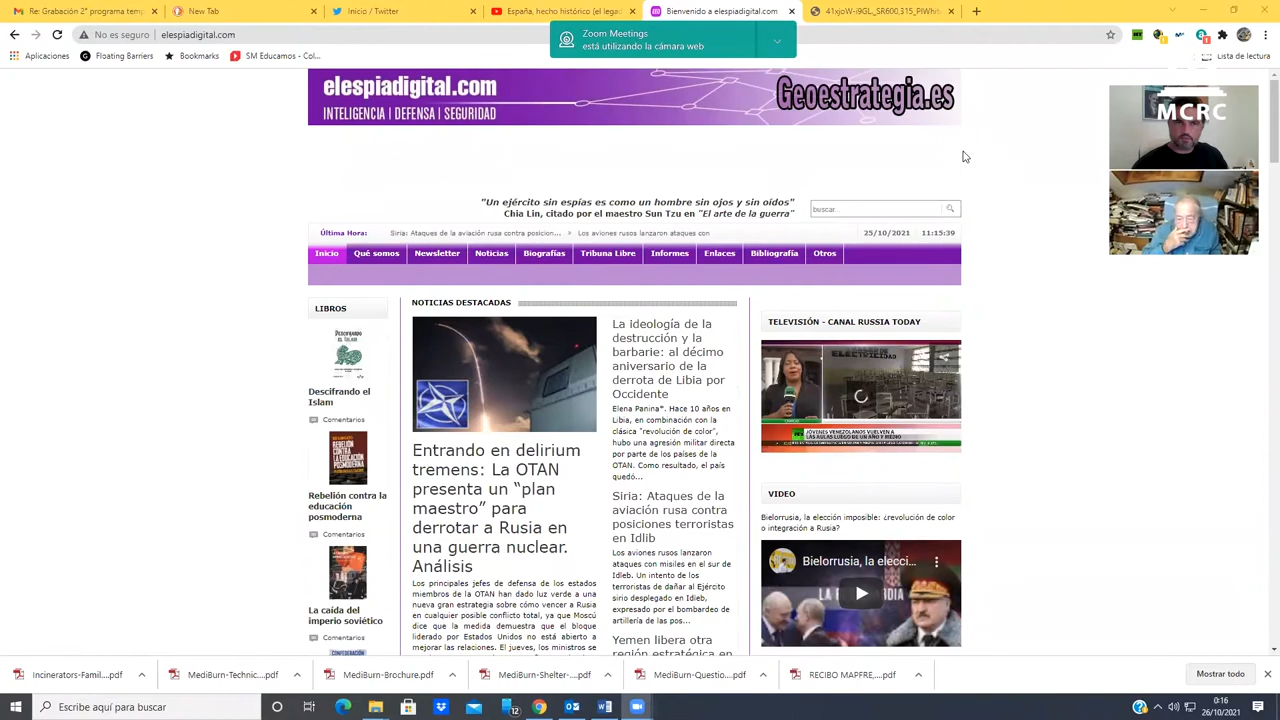 Re Grabación 2° programa temp
New Tab
Inicio / Twitter
España, hecho histórico (el legad
Bienvenido a elespiadigital.com
41xjoW-i9GL._SR600,315_PIWhit
Zoom Meetings
está utilizando la cámara web
No es seguro | elespiadigital.com
Aplicaciones
Floating Barriers
Bookmarks
SM Educamos - Col...
Lista de lectura
elespiadigital.com
INTELIGENCIA | DEFENSA | SEGURIDAD
Geoestrategia.es
MCRC
"Un ejército sin espías es como un hombre sin ojos y sin oídos"
Chia Lin, citado por el maestro Sun Tzu en "El arte de la guerra"
buscar...
Última Hora:
Siria: Ataques de la aviación rusa contra posicion...
> Los aviones rusos lanzaron ataques con
25/10/2021
11:15:39
Inicio
Qué somos
Newsletter
Noticias
Biografías
Tribuna Libre
Informes
Enlaces
Bibliografía
Otros
LIBROS
DESCIFRANDO
EL ISLAM
Descifrando el
Islam
Comentarios
REBELIÓN
CONTRA
LA EDUCACIÓN
POSMODERNA
Rebelión contra la
educación
posmoderna
Comentarios
La caída del
imperio soviético
Comentarios
NOTICIAS DESTACADAS
Entrando en delirium
tremens: La OTAN
presenta un “plan
maestro” para
derrotar a Rusia en
una guerra nuclear.
Análisis
Los principales jefes de defensa de los estados
miembros de la OTAN han dado luz verde a una
nueva gran estrategia sobre cómo vencer a Rusia
en cualquier posible conflicto total, ya que Moscú
dice que la medida demuestra que el bloque
liderado por Estados Unidos no está abierto a
mejorar las relaciones. El jueves, los ministros se
La ideología de la
destrucción y la
barbarie: al décimo
aniversario de la
derrota de Libia por
Occidente
Elena Panina*. Hace 10 años en
Libia, en combinación con la
clásica “revolución de color”,
hubo una agresión militar directa
por parte de los países de la
OTAN. Como resultado, el país
quedó...
Siria: Ataques de la
aviación rusa contra
posiciones terroristas
en Idlib
Los aviones rusos lanzaron
ataques con misiles en el sur de
Idleb. Un intento de los
terroristas de dañar al Ejército
sirio desplegado en Idleb,
expresado por el bombardeo de
artillería de las pos...
Yemen libera otra
región estratégica en
TELEVISIÓN - CANAL RUSSIA TODAY
ELECTRICIDAD
RT
JÓVENES VENEZOLANOS VUELVEN A
LAS AULAS LUEGO DE UN AÑO Y MEDIO
VIDEO
Bielorrusia, la elección imposible: ¿revolución de color
o integración a Rusia?
Bielorrusia, la elecci...
Incinerators-Famil....pdf
MediBurn-Technic....pdf
MediBurn-Brochure.pdf
MediBurn-Shelter-....pdf
MediBurn-Questio....pdf
RECIBO MAPFRE,....pdf
Mostrar todo
Escribe aquí para buscar
12
0:16
26/10/2021